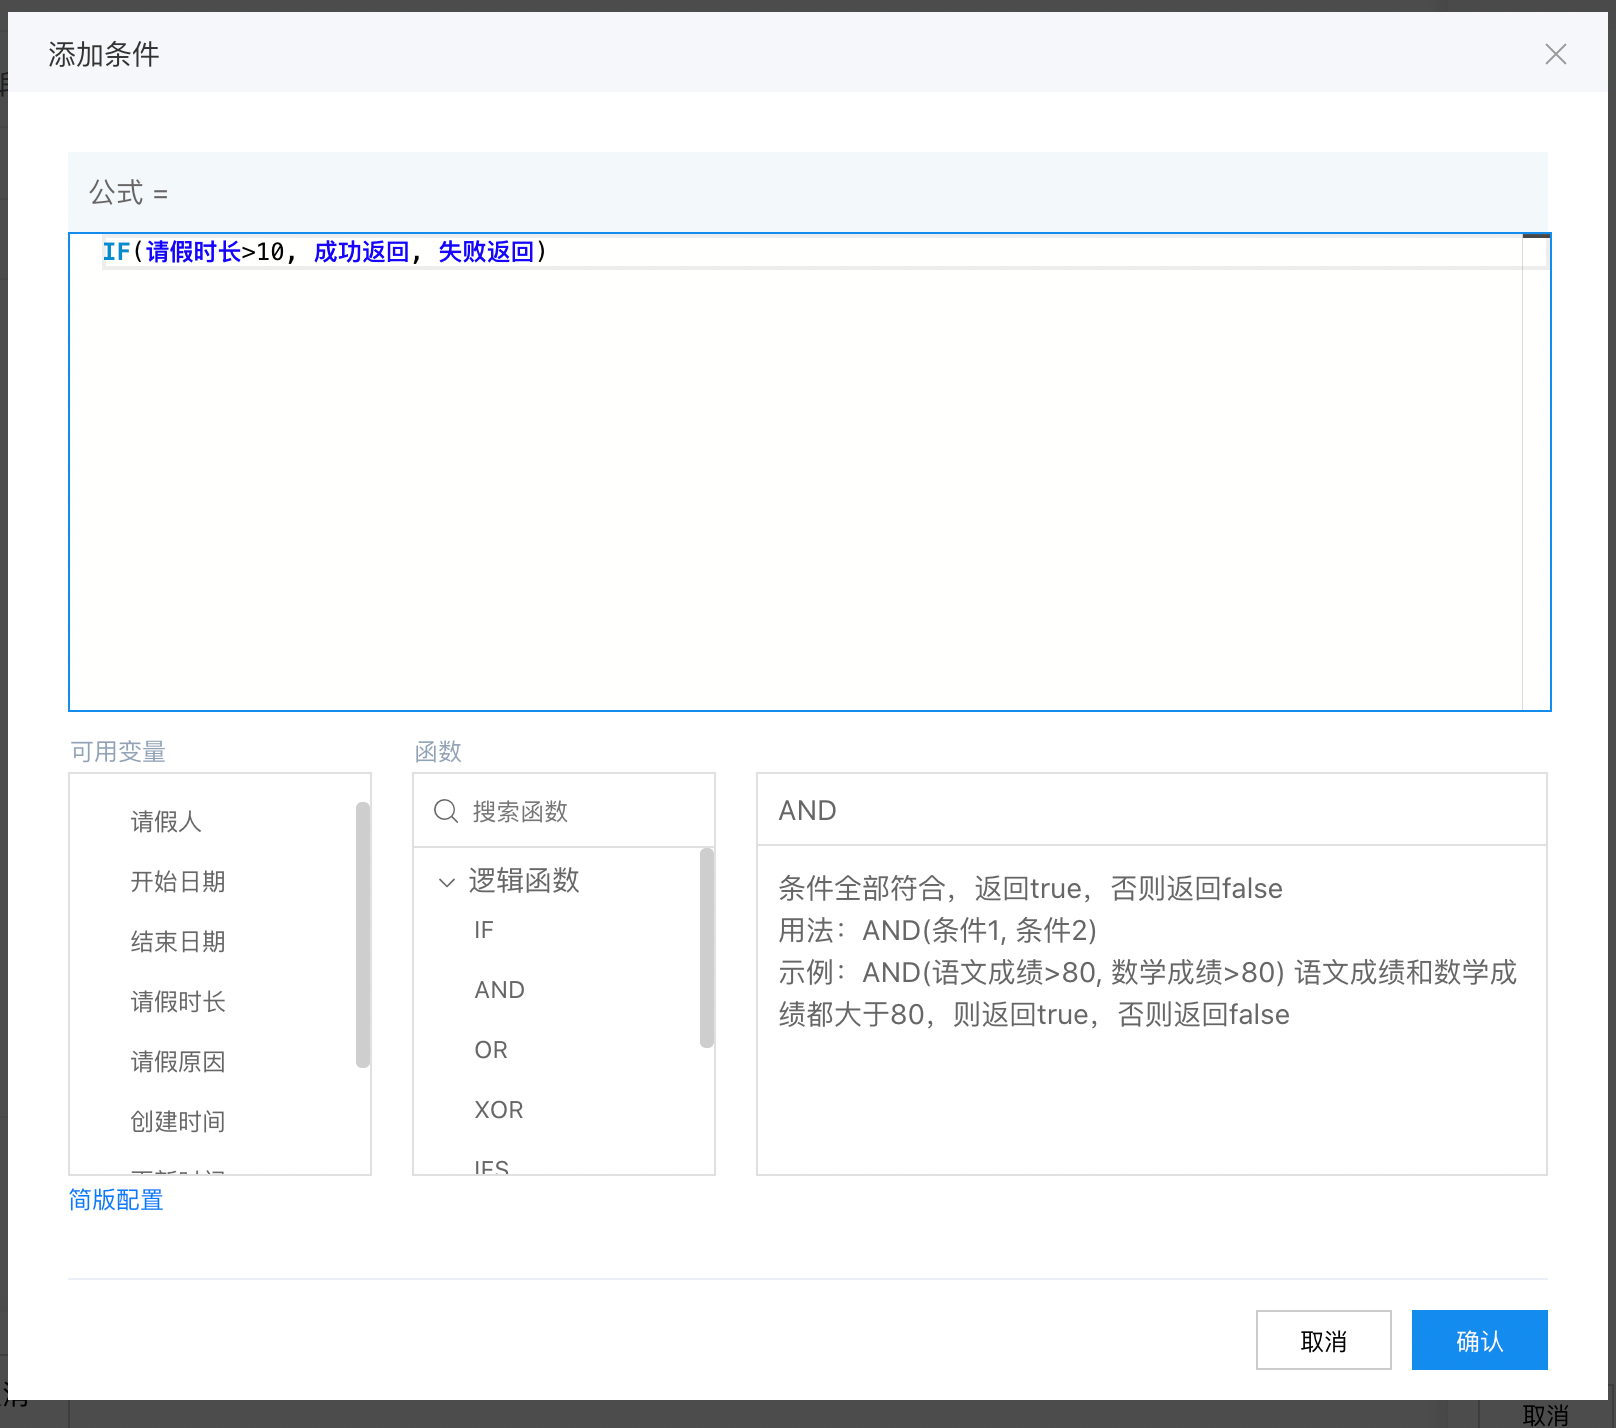 添加条件
公式 =
IF(请假时长>10, 成功返回, 失败返回)
可用变量
函数
请假人
开始日期
结束日期
请假时长
请假原因
创建时间
更新时间
搜索函数
逻辑函数
IF
AND
OR
XOR
IFS
AND
条件全部符合，返回true，否则返回false
用法：AND(条件1, 条件2)
示例：AND(语文成绩>80, 数学成绩>80) 语文成绩和数学成
绩都大于80，则返回true，否则返回false
简版配置
取消
确认
取消